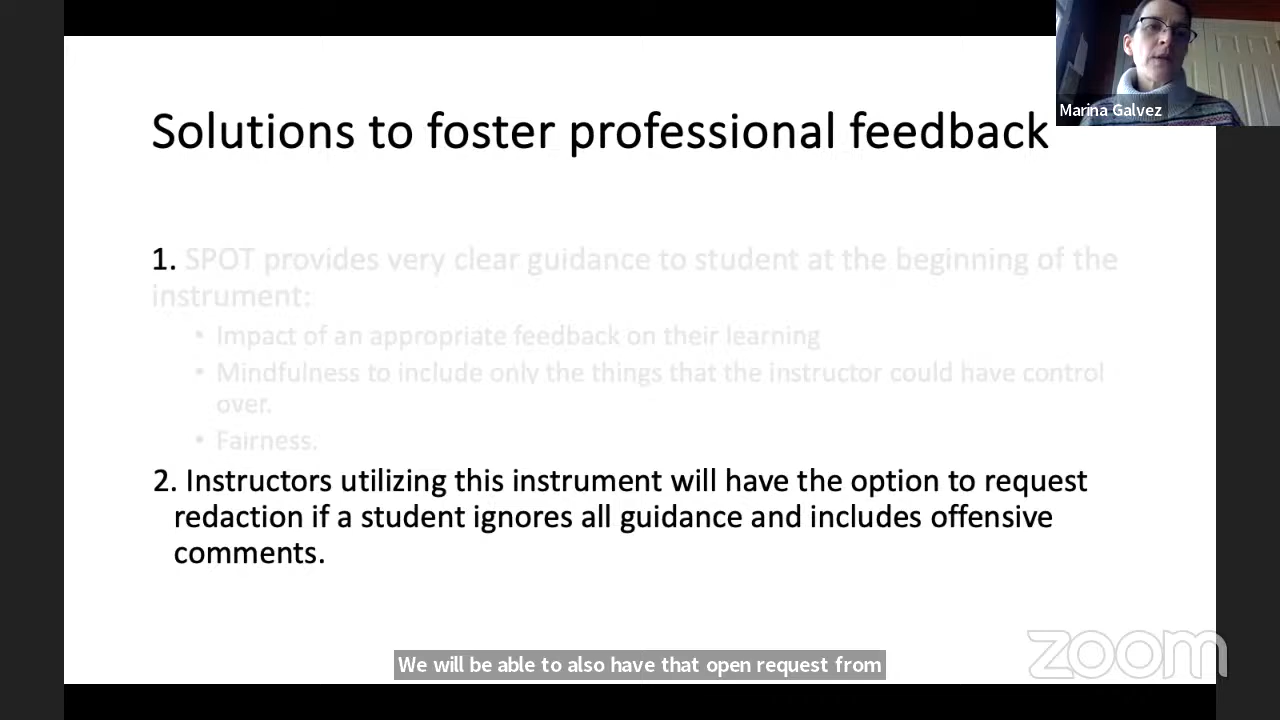 Solutions to foster professional feedback
Marina Galvez
1. SPOT provides very clear guidance to student at the beginning of the
instrument:
• Impact of an appropriate feedback on their learning
• Mindfulness to include only the things that the instructor could have control
over.
• Fairness.
2. Instructors utilizing this instrument will have the option to request
redaction if a student ignores all guidance and includes offensive
comments.
We will be able to also have that open request from
zoom